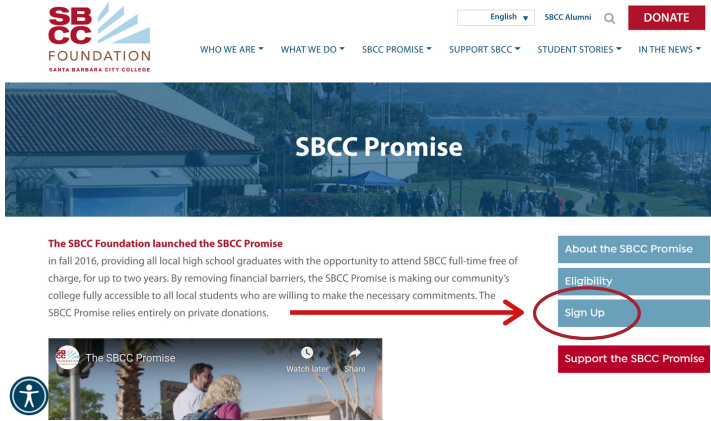 SB
CC
FOUNDATION
SANTA BARBARA CITY COLLEGE
English
SBCC Alumni
DONATE
WHO WE ARE
WHAT WE DO
SBCC PROMISE
SUPPORT SBCC
STUDENT STORIES
IN THE NEWS
SBCC Promise
The SBCC Foundation launched the SBCC Promise
in fall 2016, providing all local high school graduates with the opportunity to attend SBCC full-time free of
charge, for up to two years. By removing financial barriers, the SBCC Promise is making our community's
college fully accessible to all local students who are willing to make the necessary commitments. The
SBCC Promise relies entirely on private donations.
About the SBCC Promise
Eligibility
Sign Up
Support the SBCC Promise
SB
CC
The SBCC Promise
Watch later
Share